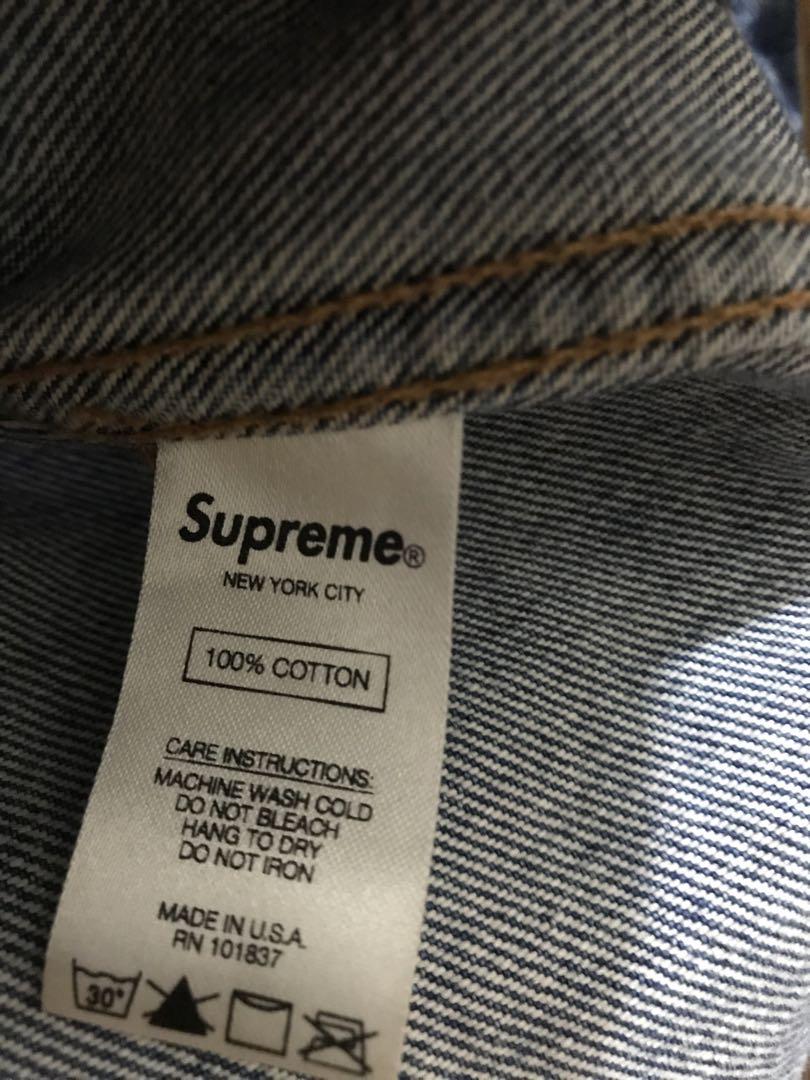 Supreme®
NEW YORK CITY
100% COTTON
CARE INSTRUCTIONS:
MACHINE WASH COLD
DO NOT BLEACH
HANG TO DRY
DO NOT IRON
MADE IN U.S.A.
RN 101837
30°